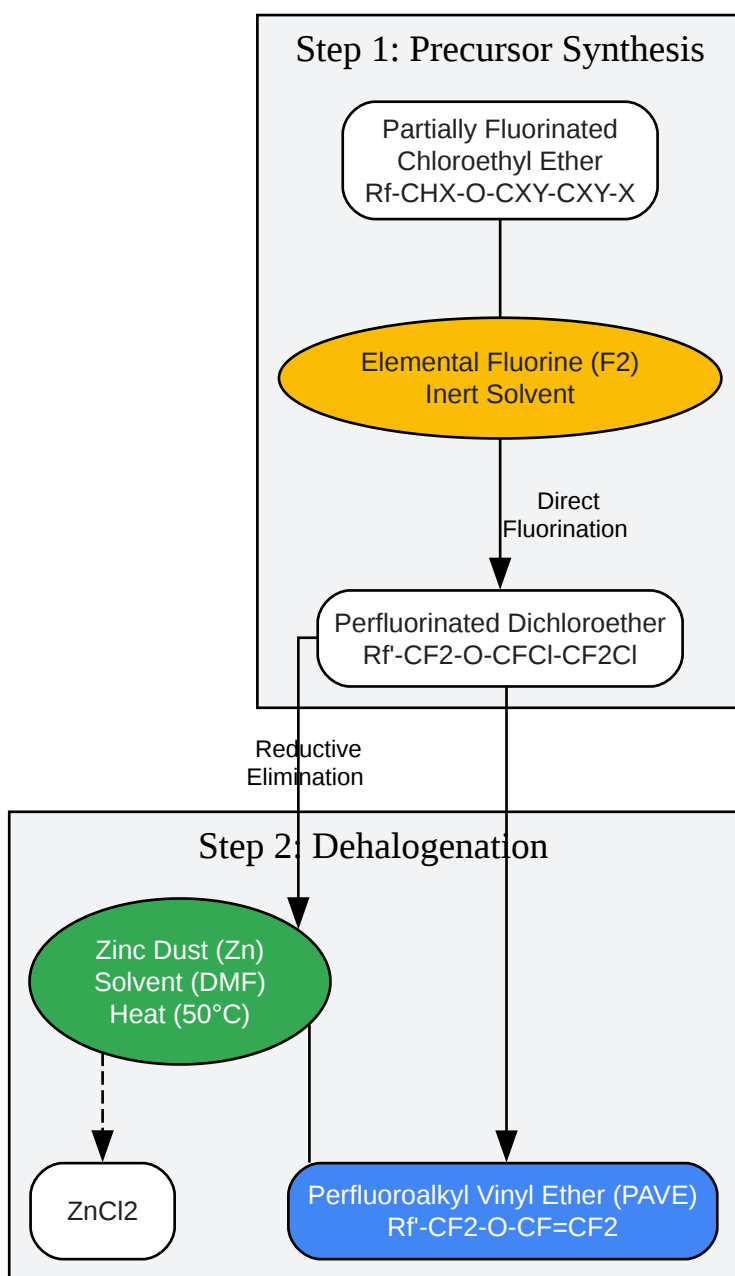 Step 1: Precursor Synthesis
Partially Fluorinated
Chloroethyl Ether
Rf-CHX-O-CXY-CXY-X
Elemental Fluorine (F2)
Inert Solvent
Direct
Fluorination
Perfluorinated Dichloroether
Rf'-CF2-O-CFCl-CF2Cl
Reductive
Elimination
Step 2: Dehalogenation
Zinc Dust (Zn)
Solvent (DMF)
Heat (50°C)
ZnCl2
Perfluoroalkyl Vinyl Ether (PAVE)
Rf'-CF2-O-CF=CF2